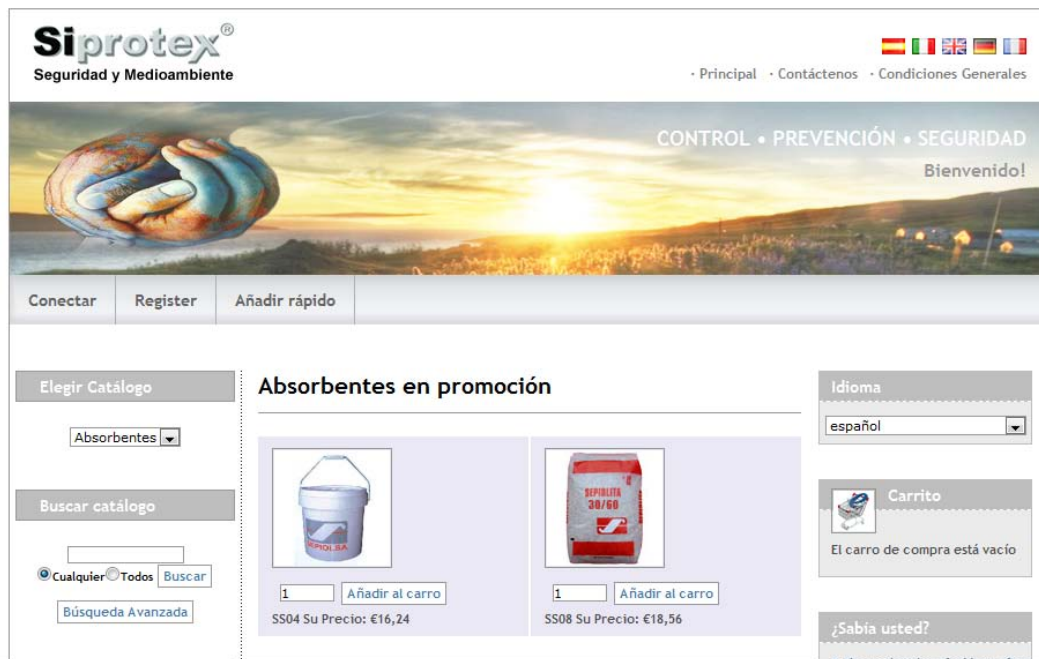 Siprotex®
Seguridad y Medioambiente
· Principal · Contáctenos · Condiciones Generales
CONTROL • PREVENCIÓN • SEGURIDAD
Bienvenido!
Conectar Register Añadir rápido
Elegir Catálogo
Absorbentes
Buscar catálogo
Cualquier Todos Buscar
Búsqueda Avanzada
Absorbentes en promoción
SEPIOLSA
1 Añadir al carro
SS04 Su Precio: €16,24
SEPIOLITA
30/60
1 Añadir al carro
SS08 Su Precio: €18,56
Idioma
español
Carrito
El carro de compra está vacío
¿Sabía usted?